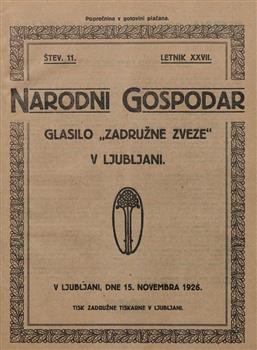 Poprečnina v gotovini plačana.
ŠTEV. 11. LETNIK XXVII.
NARODNI GOSPODAR
GLASILO „ZADRUŽNE ZVEZE“
V LJUBLJANI.
V LJUBLJANI, DNE 15. NOVEMBRA 1926.
TISK ZADRUŽNE TISKARNE V LJUBLJANI.